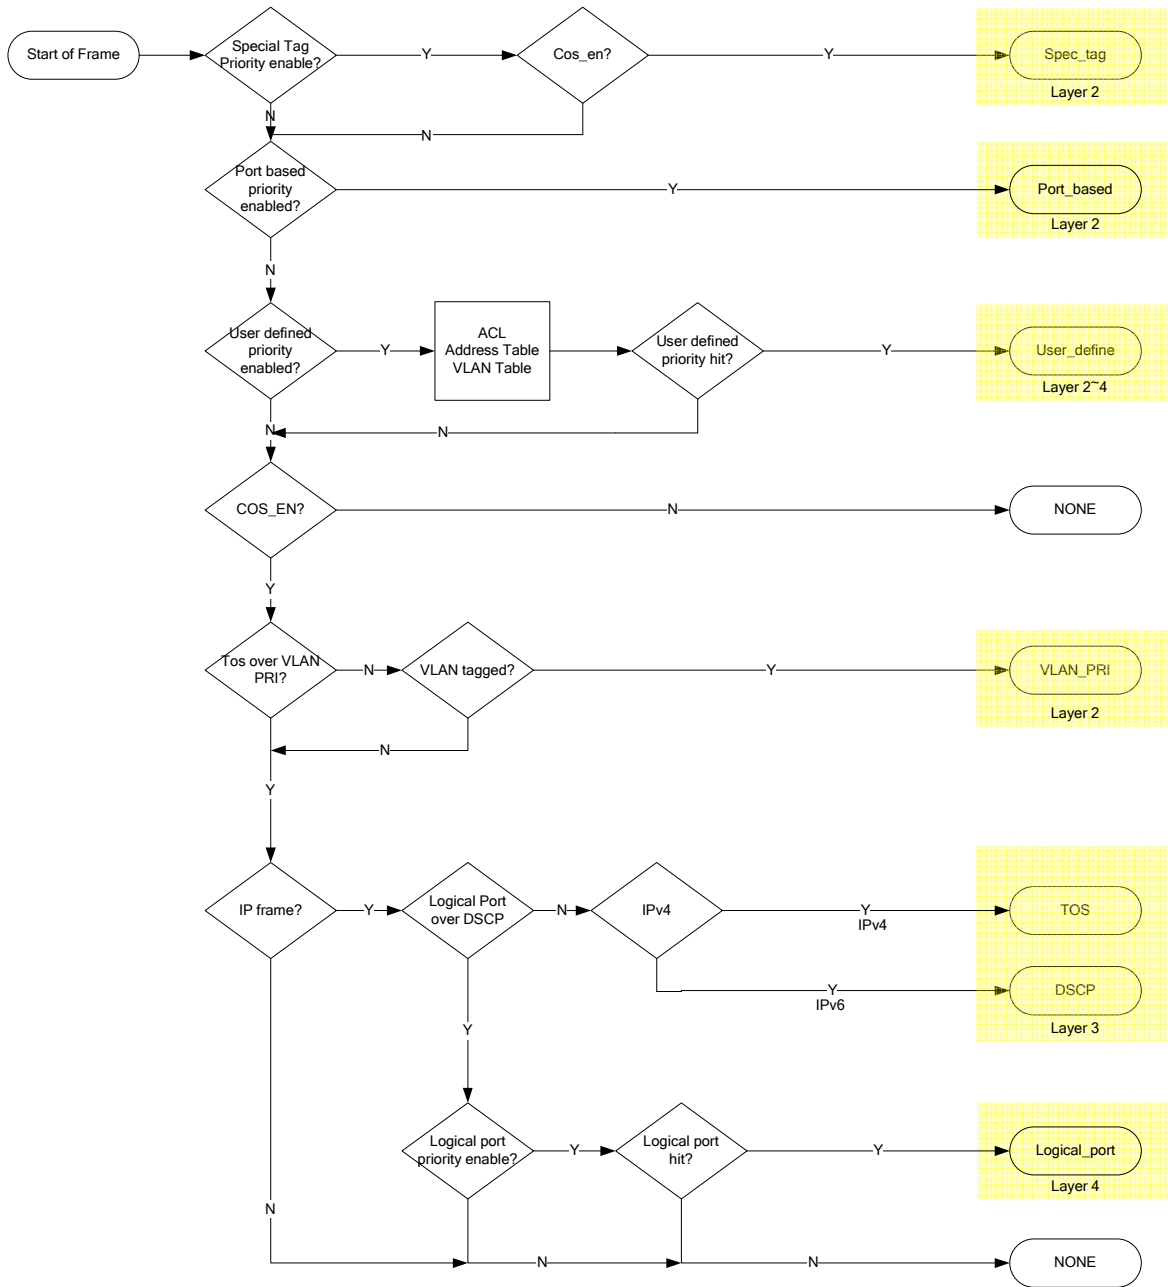 Start of Frame
Special Tag
Priority enable?
Y
Cos_en?
Y
Spec_tag
Layer 2
N
N
Port based
priority
enabled?
Y
Port_based
Layer 2
N
User defined
priority
enabled?
Y
ACL
Address Table
VLAN Table
User defined
priority hit?
Y
User_define
Layer 2~4
N
N
COS_EN?
N
NONE
Y
Tos over VLAN
PRI?
N
VLAN tagged?
Y
VLAN_PRI
Layer 2
N
Y
IP frame?
Y
Logical Port
over DSCP
N
IPv4
Y
IPv4
TOS
Y
IPv6
DSCP
Layer 3
Y
Logical port
priority enable?
Y
Logical port
hit?
Y
Logical_port
Layer 4
N
N
N
NONE